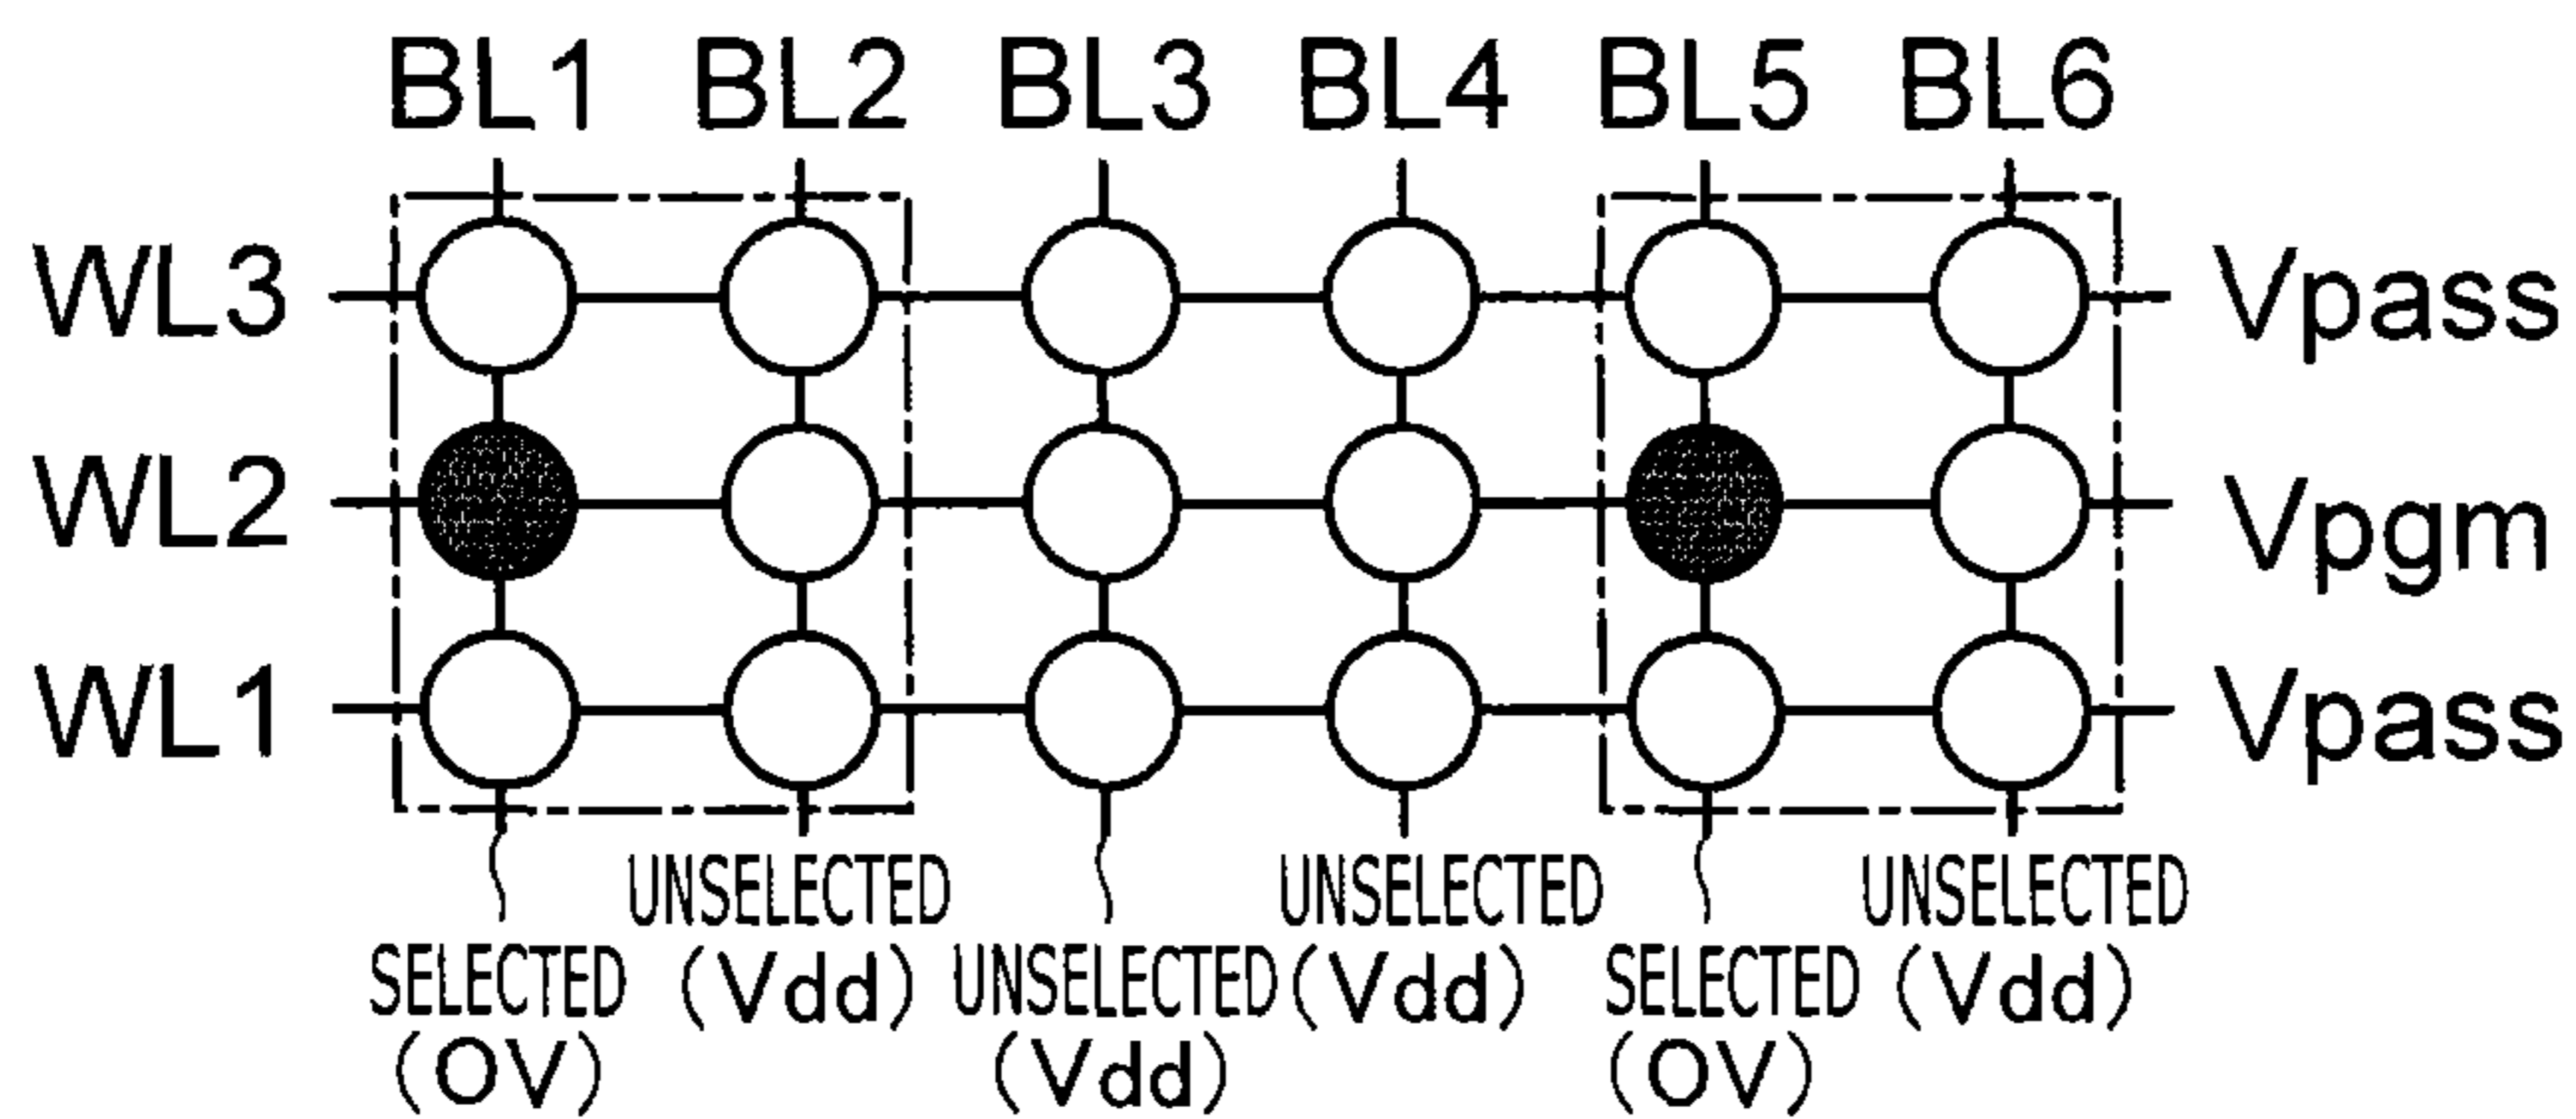 BL1 BL2 BL3 BL4 BL5 BL6
WL3 Vpass
WL2 Vpgm
WL1 Vpass
UNSELECTED UNSELECTED UNSELECTED
SELECTED (Vdd) UNSELECTED (Vdd) SELECTED (Vdd)
(OV) (Vdd) (OV)